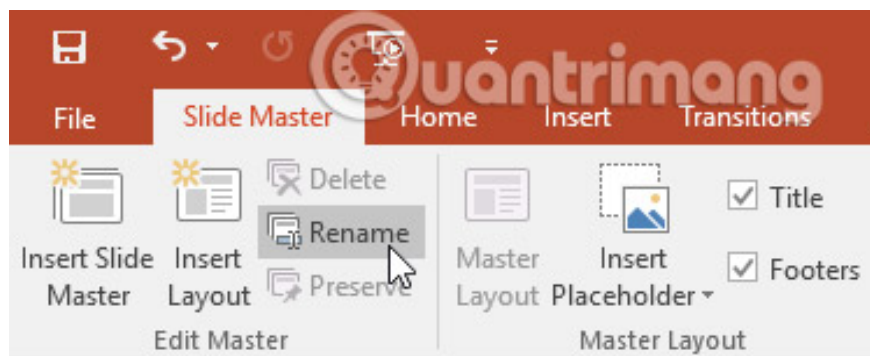 Quantrimang
File Slide Master Home Insert Transitions
Delete
Rename
Preserve
Insert Slide Master
Insert Layout
Master Layout
Insert Placeholder
Title
Footers
Edit Master
Master Layout